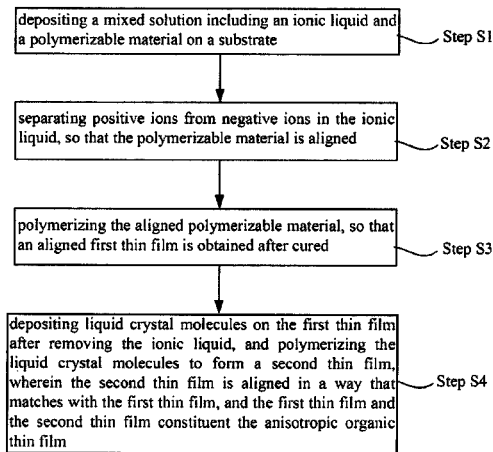 depositing a mixed solution including an ionic liquid and
a polymerizable material on a substrate
Step S1
separating positive ions from negative ions in the ionic
liquid, so that the polymerizable material is aligned
Step S2
polymerizing the aligned polymerizable material, so that
an aligned first thin film is obtained after cured
Step S3
depositing liquid crystal molecules on the first thin film
after removing the ionic liquid, and polymerizing the
liquid crystal molecules to form a second thin film,
wherein the second thin film is aligned in a way that
matches with the first thin film, and the first thin film and
the second thin film constituent the anisotropic organic
thin film
Step S4